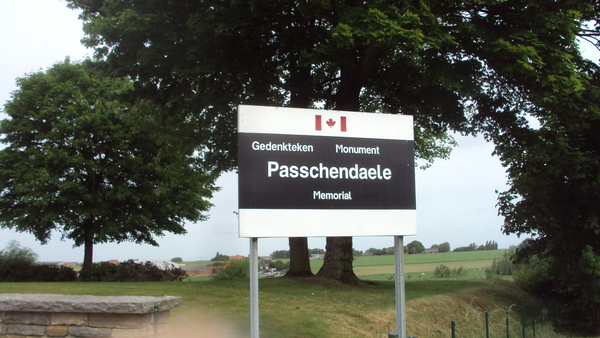 Gedenkteken Monument
Passchendaele
Memorial